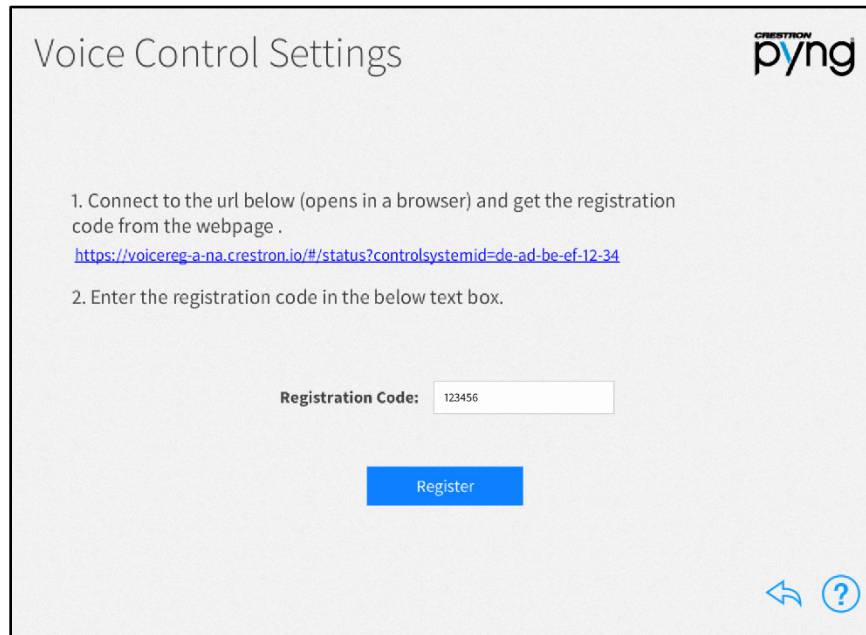 Voice Control Settings
CRESTRON
pyng
1. Connect to the url below (opens in a browser) and get the registration
code from the webpage .
https://voicereg-a-na.crestron.io/#/status?controlsystemid=de-ad-be-ef-12-34
2. Enter the registration code in the below text box.
Registration Code: 123456
Register
?